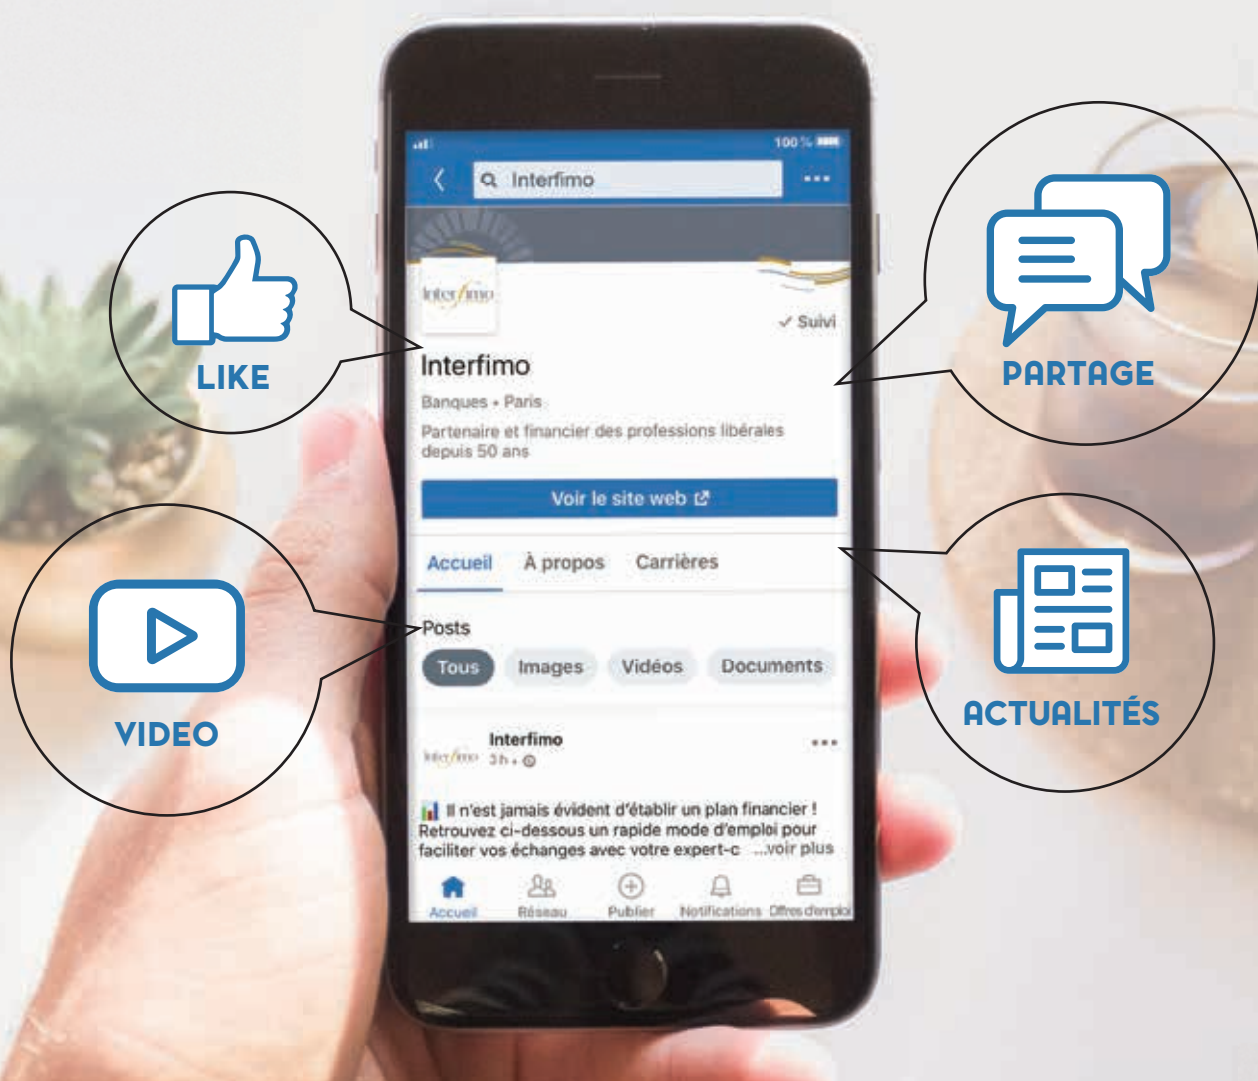 100%
Interfimo
Interfimo
Suivi
Interfimo
Banques • Paris
Partenaire et financier des professions libérales
depuis 50 ans
Voir le site web
Accueil À propos Carrières
Posts
Tous Images Vidéos Documents
Interfimo
Interfimo
3 h •
Il n'est jamais évident d'établir un plan financier !
Retrouvez ci-dessous un rapide mode d'emploi pour
faciliter vos échanges avec votre expert-c ...voir plus
Accueil Réseau Publier Notifications Offres d'emploi
LIKE
PARTAGE
VIDEO
ACTUALITÉS